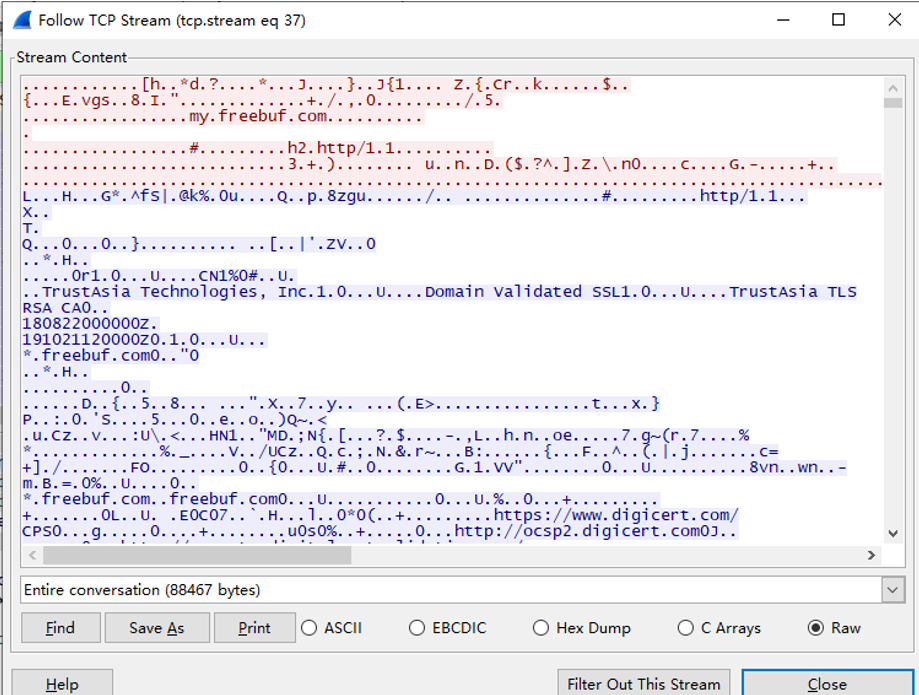 Follow TCP Stream (tcp.stream eq 37)
Stream Content
............[h..*d.?....*...J....}..J{1.... Z.{.Cr..k......$..
{...E.vgs..8.I."..............+./.,.0........./.5.
.................my.freebuf.com..........
.
.................#.........h2.http/1.1..........
...........................3.+.)........ u..n..D.($.?^.].Z.\.nO....c....G.-.....+..
L...H...G*.^fS|.@k%.0u....Q..p.8zgu....../.. ..............#.........http/1.1...
X..
T.
Q...0...0..}.......... ..[..|'.ZV..0
..*.H..
.....0r1.0...U....CN1%0#..U.
..TrustAsia Technologies, Inc.1.0...U....Domain Validated SSL1.0...U....TrustAsia TLS
RSA CA0..
180822000000Z.
191021120000Z0.1.0...U...
*.freebuf.com0.."0
..*.H..
..........0..
......D..{..5..8... ...".X..7..y.. ...(.E>................t...x.}
P..:.0.'S....5...0..e..o..)Q~.<
.u.Cz..v...:U\.<...HN1.."MD.;N{.[...?.$....-.,L..h.n..oe.....7.g~(r.7....%
*.............%._....V../UCz..Q.c.;.N.&.r~...B:......{...F..^..(.|.j.......c=
+]./.......FO..........0..{0...U.#..0........G.1.VV"........0...U..........8vn..wn..-
m.B.=.0%..U....0..
*.freebuf.com..freebuf.com0...U...........0...U.%..0...+.........
+.......0L..U. .E0C07..`.H...l..0*0(..+.........https://www.digicert.com/
CPS0...g.....0....+........u0s0%..+.....0...http://ocsp2.digicert.com0J..
Entire conversation (88467 bytes)
Find Save As Print ASCII EBCDIC Hex Dump C Arrays Raw
Help Filter Out This Stream Close